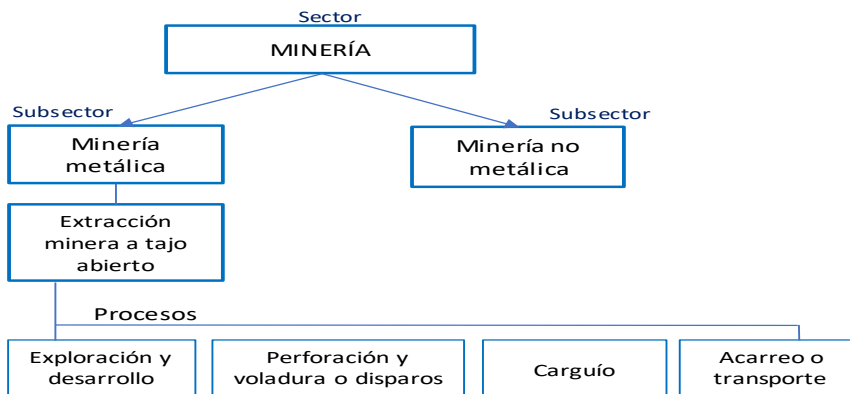 Sector
MINERÍA
Subsector
Subsector
Minería
metálica
Minería no
metálica
Extracción
minera a tajo
abierto
Procesos
Exploración y
desarrollo
Perforación y
voladura o disparos
Carguío
Acarreo o
transporte